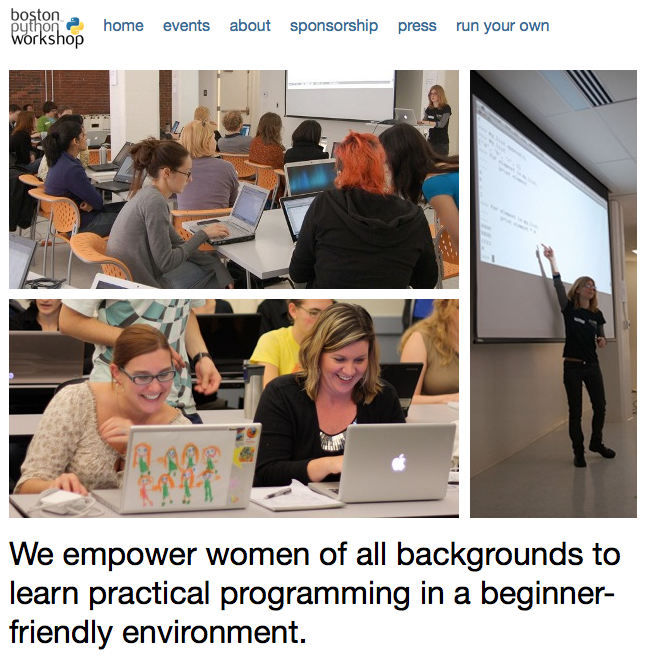 boston
python
workshop
home events about sponsorship press run your own
We empower women of all backgrounds to
learn practical programming in a beginner-
friendly environment.